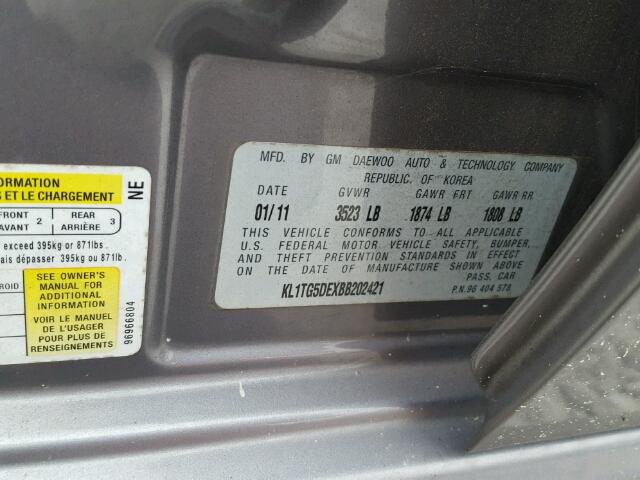 ORMATION
S ET LE CHARGEMENT
FRONT 2 REAR 3
AVANT ARRIÈRE
exceed 395kg or 871lbs.
ais dépasser 395kg or 871lb.
SEE OWNER'S
MANUAL FOR
ADDITIONAL
INFORMATION
VOIR LE MANUEL
DE L'USAGER
POUR PLUS DE
RENSEIGNEMENTS
NE
96966804
MFD. BY GM DAEWOO AUTO & TECHNOLOGY COMPANY
REPUBLIC OF KOREA
DATE GVWR GAWR FRT GAWR RR
01/11 3523 LB 1874 LB 1808 LB
THIS VEHICLE CONFORMS TO ALL APPLICABLE
U.S. FEDERAL MOTOR VEHICLE SAFETY, BUMPER,
AND THEFT PREVENTION STANDARDS IN EFFECT
ON THE DATE OF MANUFACTURE SHOWN ABOVE
PASS. CAR
KL1TG5DEXBB202421
P.N.96 404 578